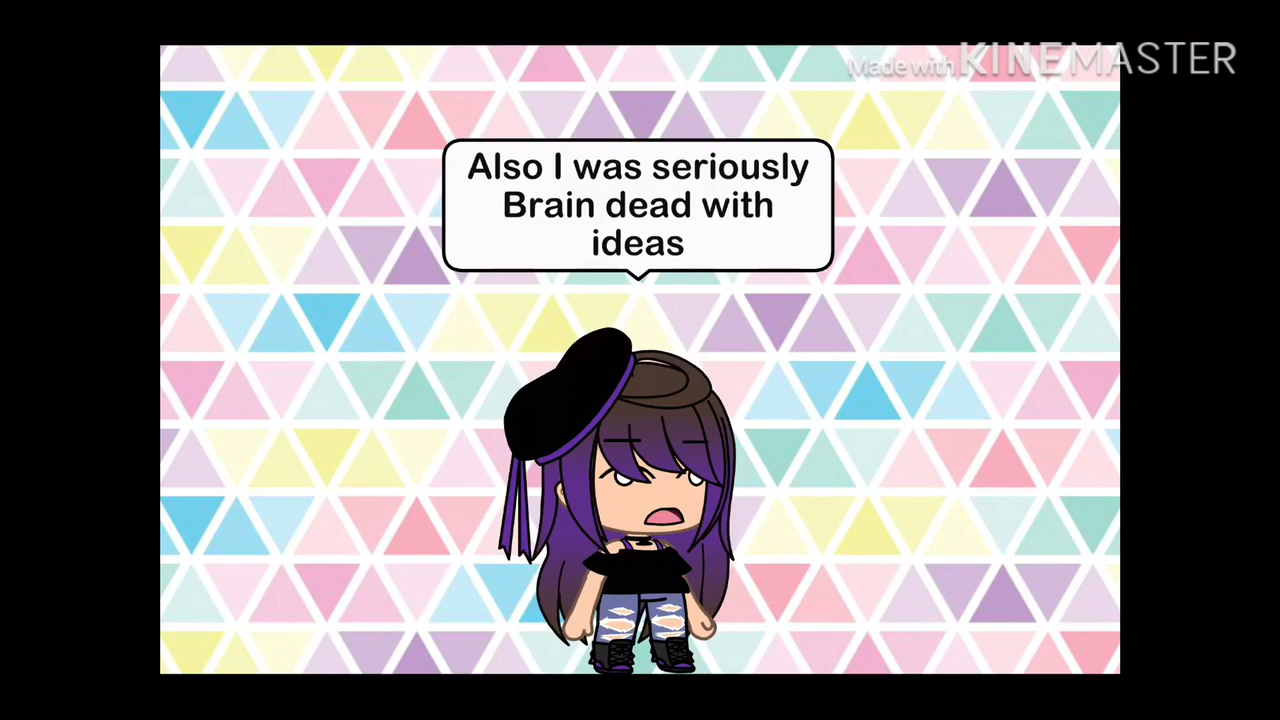 Made with KINEMASTER
Also I was seriously
Brain dead with
ideas